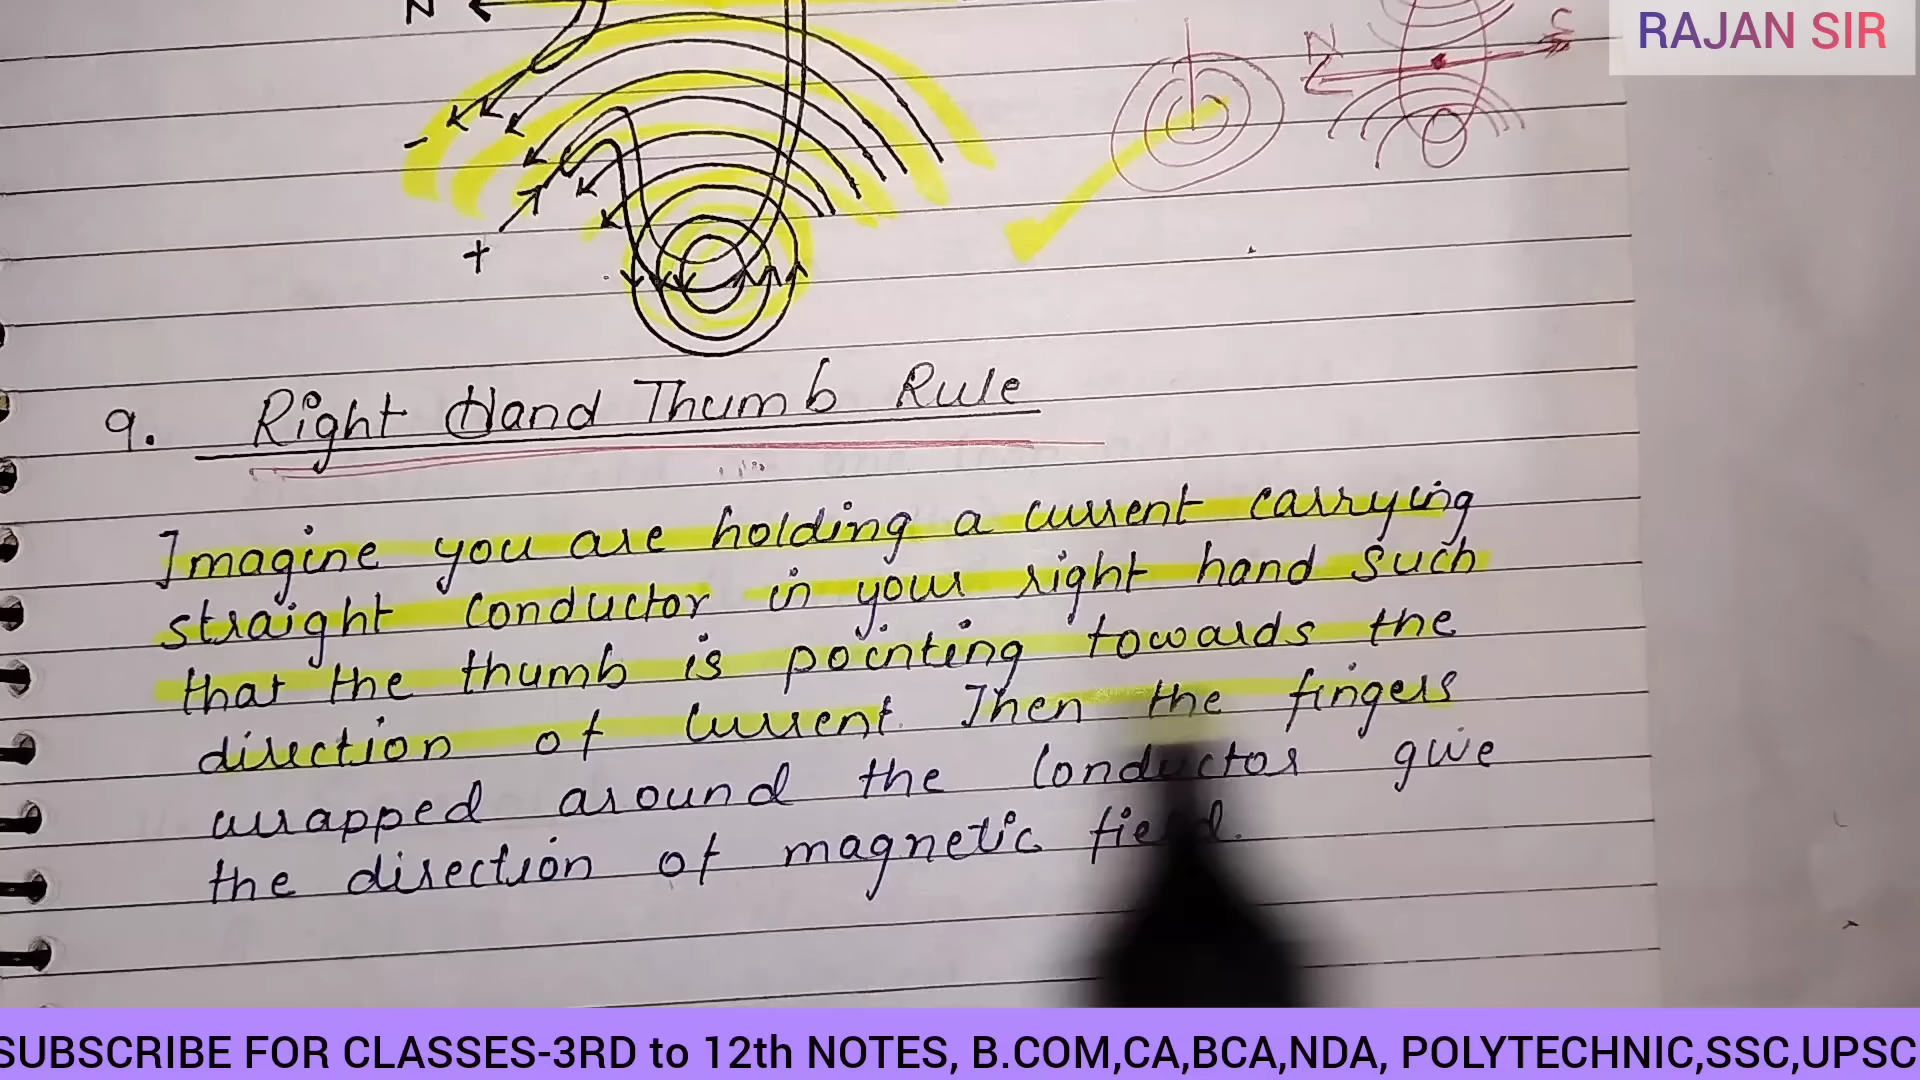 N
RAJAN SIR
N S
-
+
9. Right Hand Thumb Rule
Imagine you are holding a current carrying
straight conductor in your right hand such
that the thumb is pointing towards the
direction of current. Then the fingers
wrapped around the conductor give
the direction of magnetic field.
SUBSCRIBE FOR CLASSES-3RD to 12th NOTES, B.COM,CA,BCA,NDA, POLYTECHNIC,SSC,UPSC